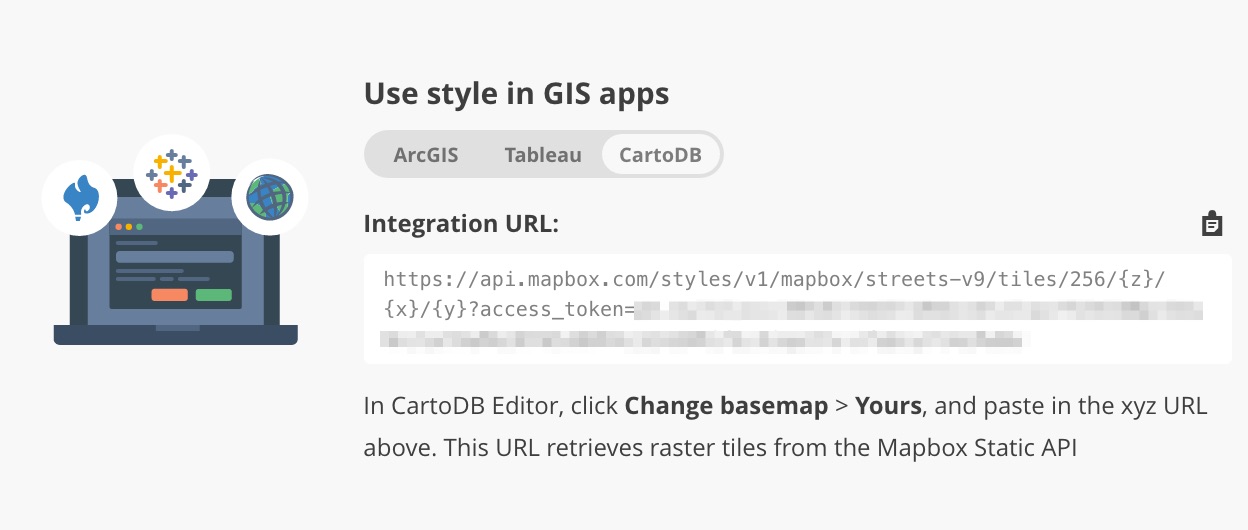 Use style in GIS apps
ArcGIS Tableau CartoDB
Integration URL:
https://api.mapbox.com/styles/v1/mapbox/streets-v9/tiles/256/{z}/
{x}/{y}?access_token=
In CartoDB Editor, click Change basemap > Yours, and paste in the xyz URL
above. This URL retrieves raster tiles from the Mapbox Static API